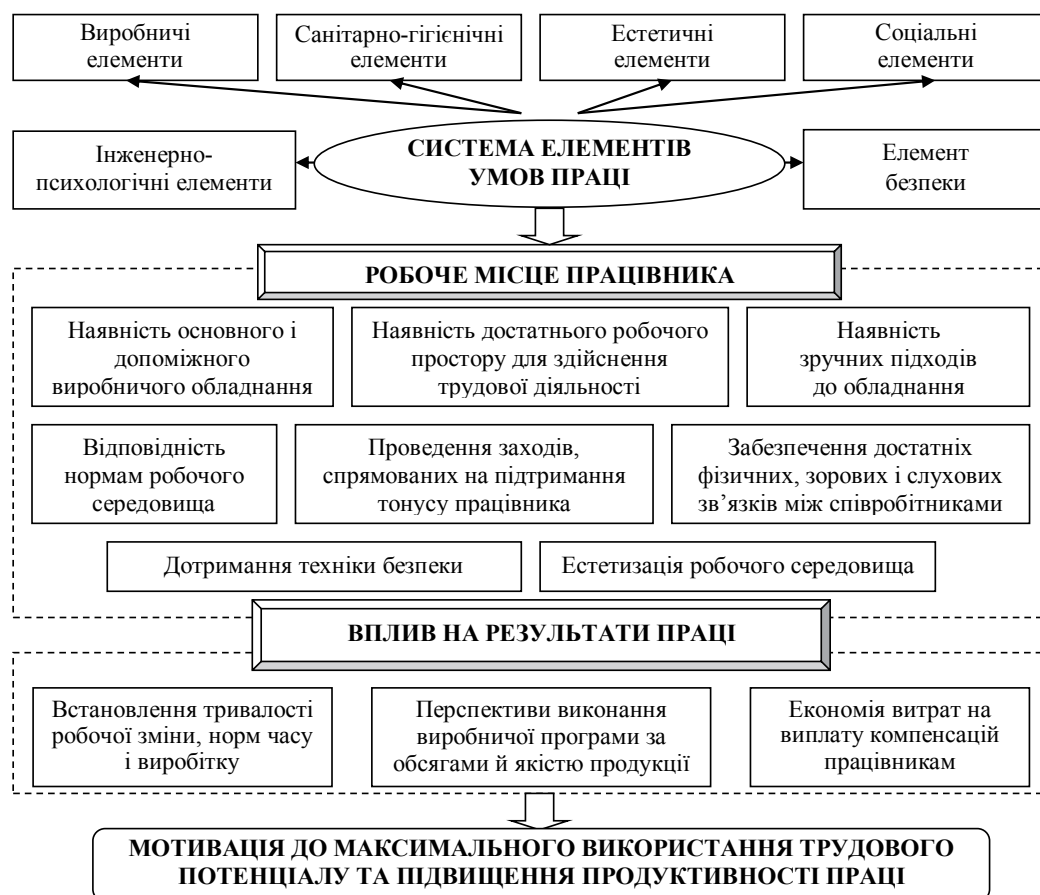 Виробничі
елементи
Санітарно-гігієнічні
елементи
Естетичні
елементи
Соціальні
елементи
Інженерно-
психологічні елементи
СИСТЕМА ЕЛЕМЕНТІВ
УМОВ ПРАЦІ
Елемент
безпеки
РОБОЧЕ МІСЦЕ ПРАЦІВНИКА
Наявність основного і
допоміжного
виробничого обладнання
Наявність достатнього робочого
простору для здійснення
трудової діяльності
Наявність
зручних підходів
до обладнання
Відповідність
нормам робочого
середовища
Проведення заходів,
спрямованих на підтримання
тонусу працівника
Забезпечення достатніх
фізичних, зорових і слухових
зв’язків між співробітниками
Дотримання техніки безпеки
Естетизація робочого середовища
ВПЛИВ НА РЕЗУЛЬТАТИ ПРАЦІ
Встановлення тривалості
робочої зміни, норм часу
і виробітку
Перспективи виконання
виробничої програми за
обсягами й якістю продукції
Економія витрат на
виплату компенсацій
працівникам
МОТИВАЦІЯ ДО МАКСИМАЛЬНОГО ВИКОРИСТАННЯ ТРУДОВОГО
ПОТЕНЦІАЛУ ТА ПІДВИЩЕННЯ ПРОДУКТИВНОСТІ ПРАЦІ